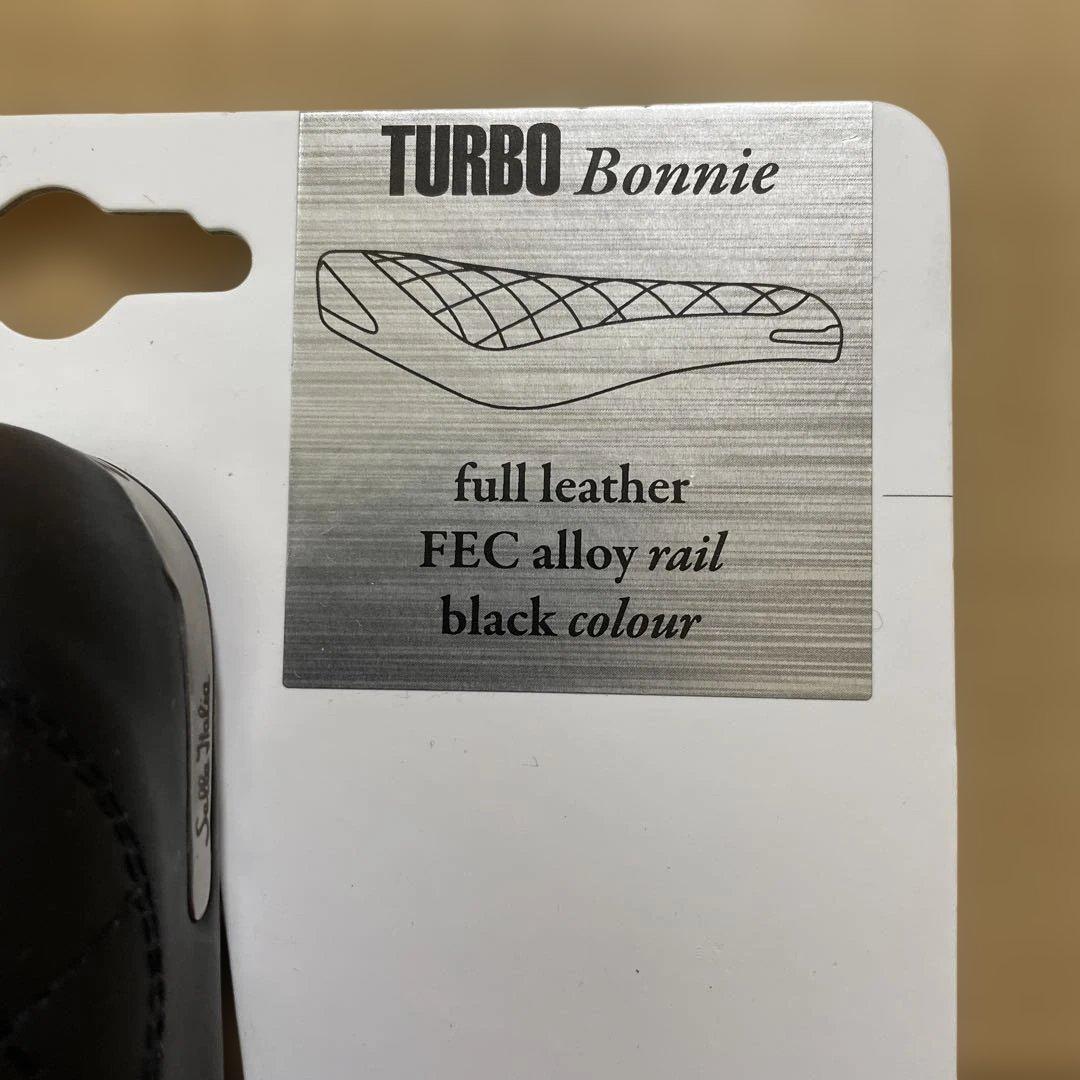 TURBO Bonnie
full leather
FEC alloy rail
black colour
Selle Italia